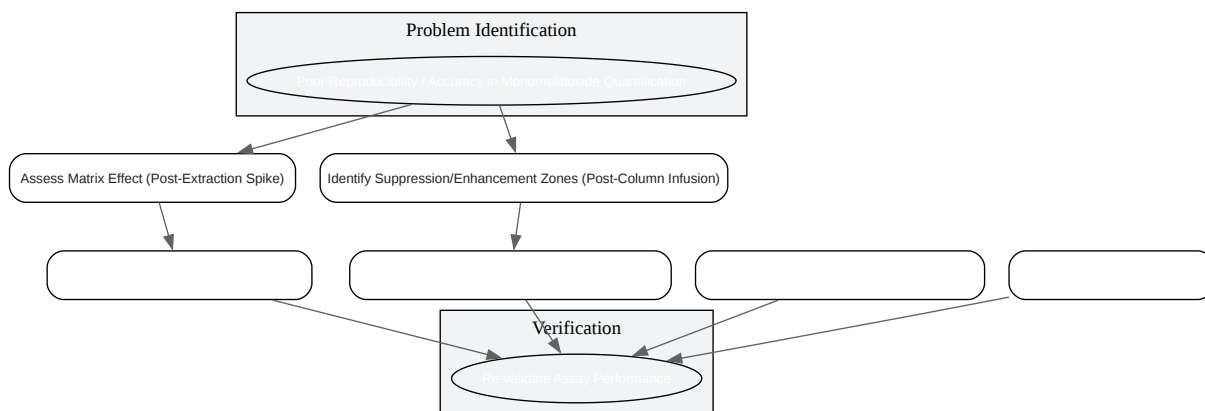 Problem Identification
Poor Reproducibility / Accuracy in Monomelittoside Quantification
Assess Matrix Effect (Post-Extraction Spike)
Identify Suppression/Enhancement Zones (Post-Column Infusion)
Verification
Re-validate Assay Performance